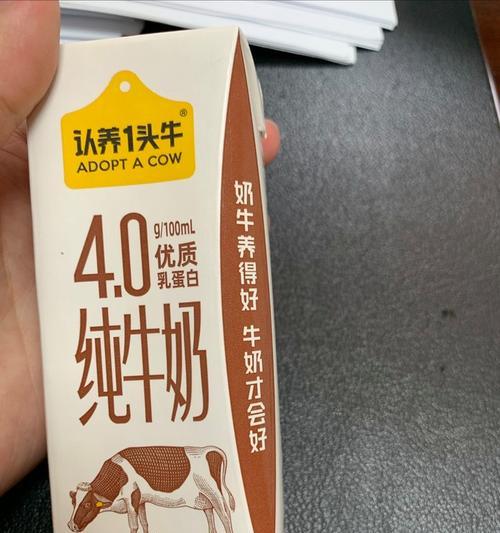 认养1头牛®
ADOPT A COW
4.0 g/100mL
优质
乳蛋白
纯牛奶
奶牛养得好 牛奶才会好